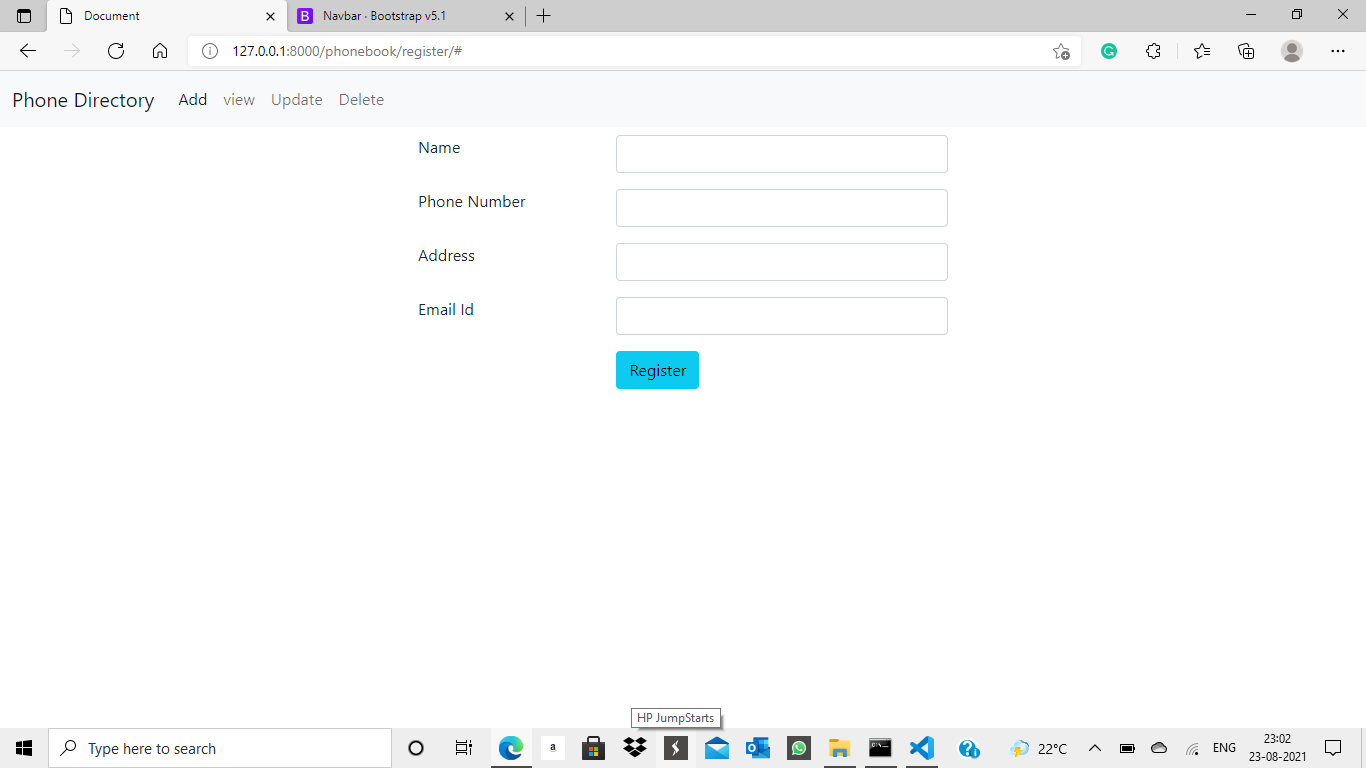 Document
B Navbar · Bootstrap v5.1
127.0.0.1:8000/phonebook/register/#
Phone Directory Add view Update Delete
Name
Phone Number
Address
Email Id
Register
HP JumpStarts
Type here to search
a
22°C
ENG
23:02
23-08-2021